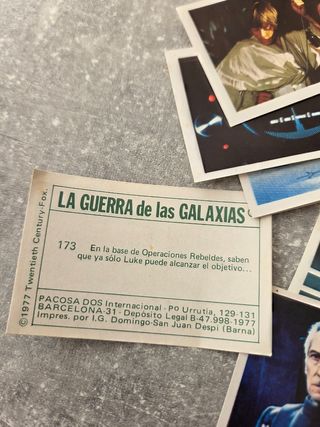 LA GUERRA de las GALAXIAS
173 En la base de Operaciones Rebeldes, saben
que ya sólo Luke puede alcanzar el objetivo...
PACOSA DOS Internacional - Pº Urrutia, 129-131
BARCELONA-31 - Depósito Legal B-47.998-1977
Impres. por I.G. Domingo-San Juan Despi (Barna)
©1977 Twentieth Century-Fox.